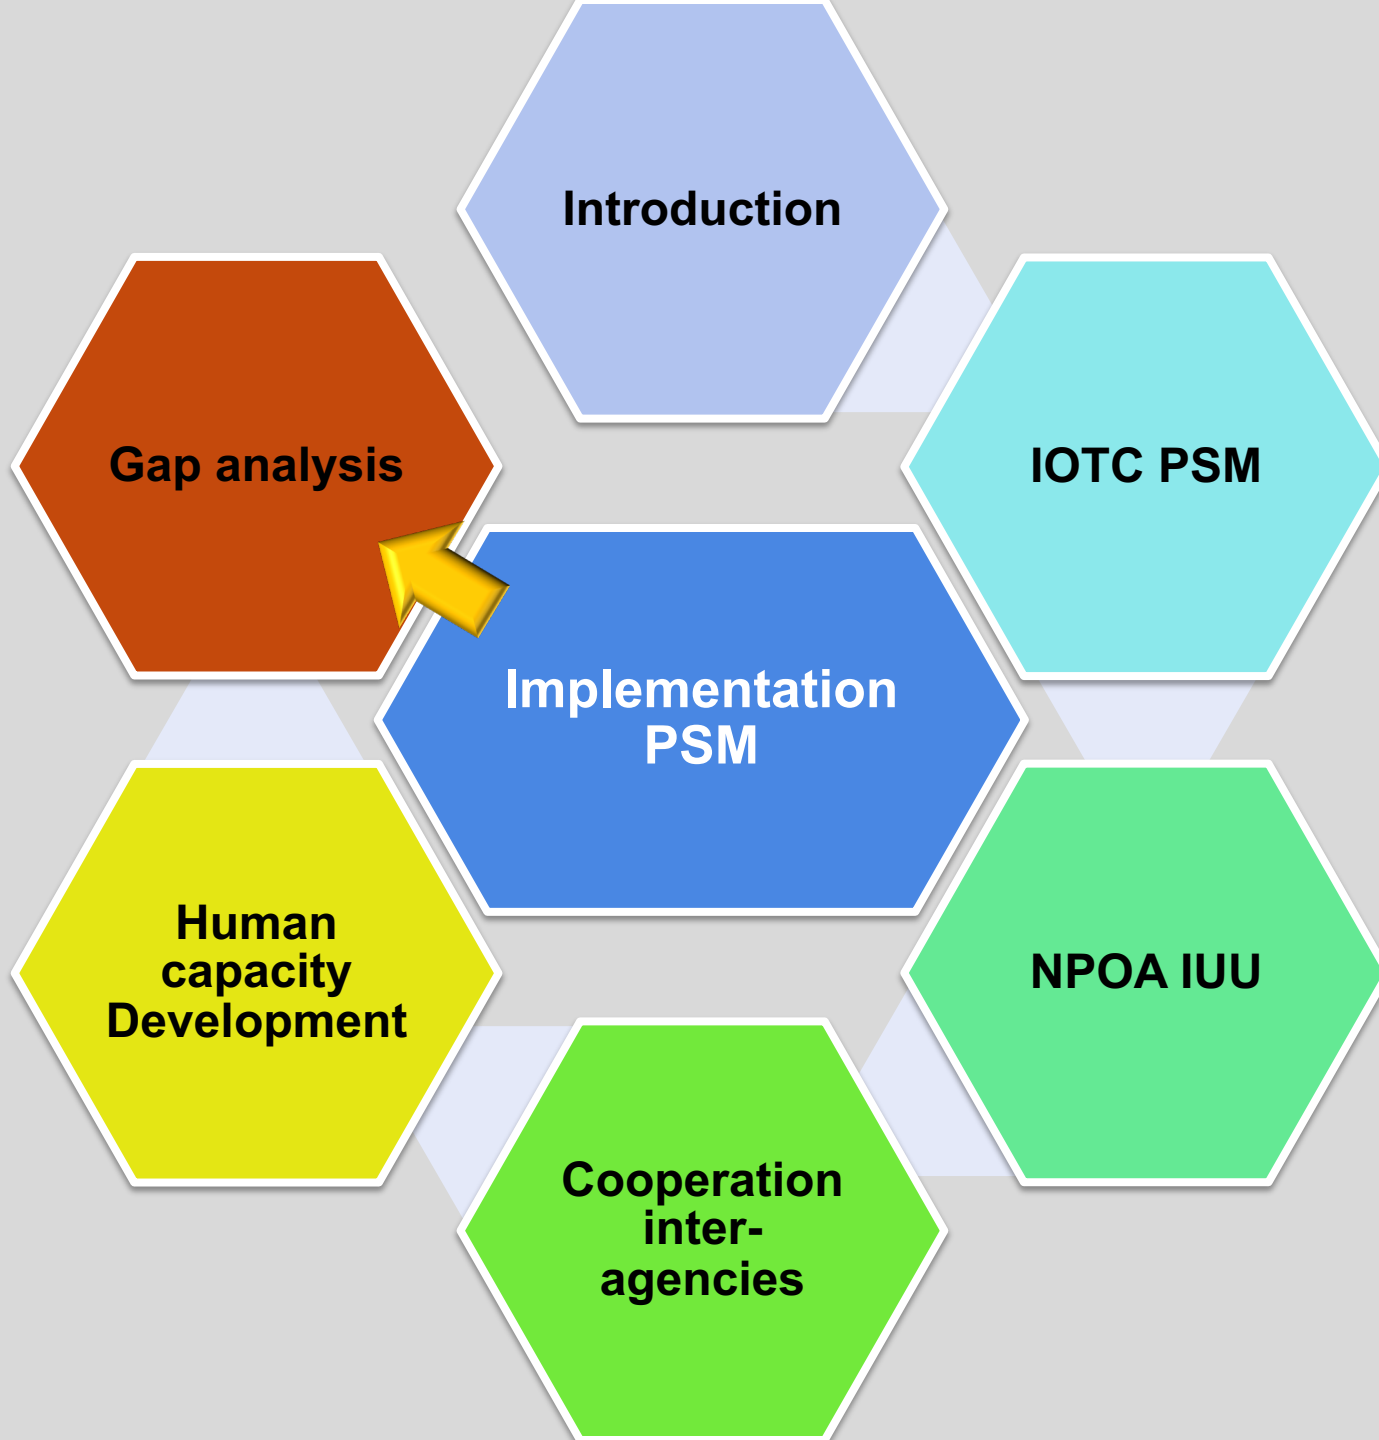 Introduction
Gap analysis
IOTC PSM
Implementation
PSM
Human
capacity
Development
NPOA IUU
Cooperation
inter-
agencies